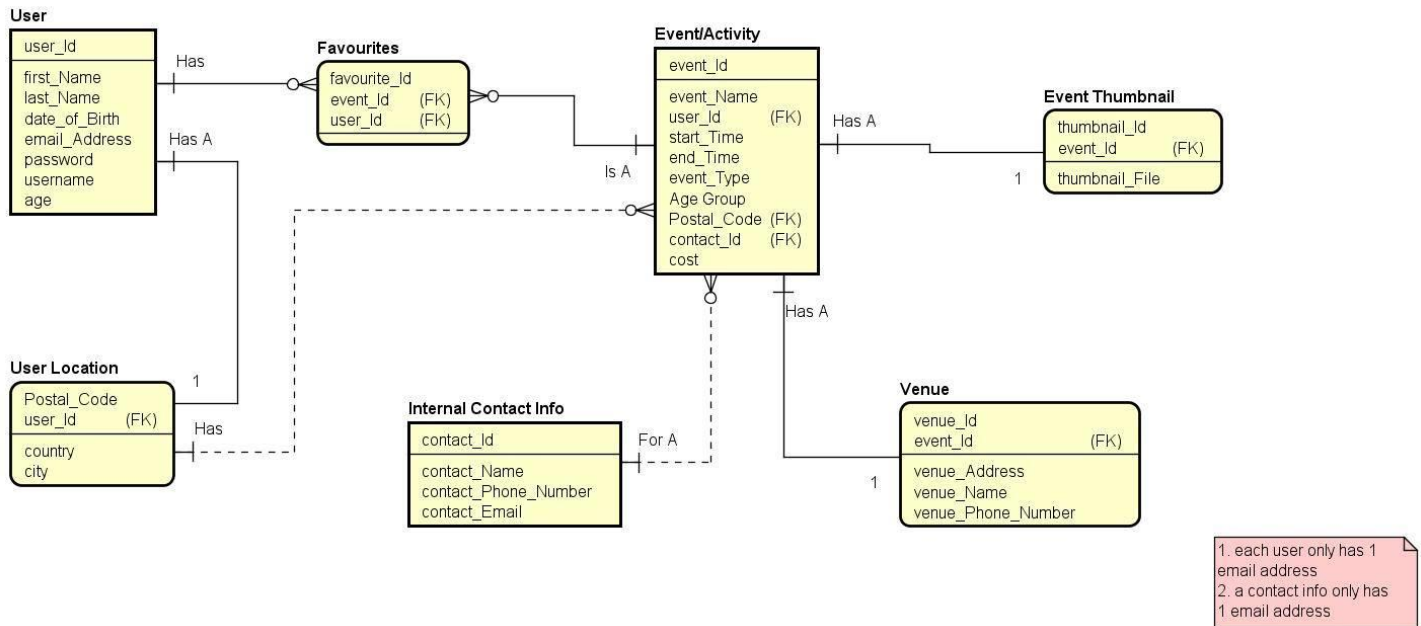 User
user_Id
first_Name
last_Name
date_of_Birth
email_Address
password
username
age
Has
Has A
Favourites
favourite_Id
event_Id (FK)
user_Id (FK)
Is A
Event/Activity
event_Id
event_Name
user_Id (FK)
start_Time
end_Time
event_Type
Age Group
Postal_Code (FK)
contact_Id (FK)
cost
Has A
1
Event Thumbnail
thumbnail_Id
event_Id (FK)
thumbnail_File
Has A
User Location
1
Postal_Code
user_Id (FK)
country
city
Has
Internal Contact Info
contact_Id
contact_Name
contact_Phone_Number
contact_Email
For A
Venue
venue_Id
event_Id (FK)
venue_Address
venue_Name
venue_Phone_Number
1
1. each user only has 1
email address
2. a contact info only has
1 email address